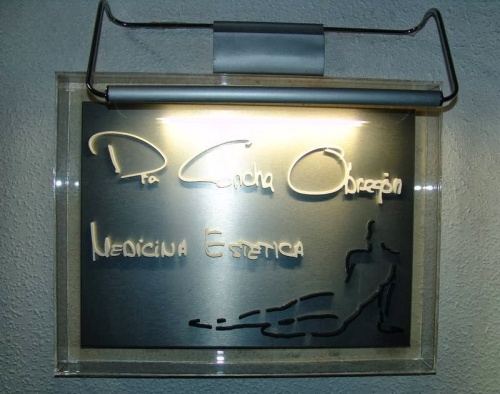 Dra Concha Obregón
MEDICINA ESTETICA